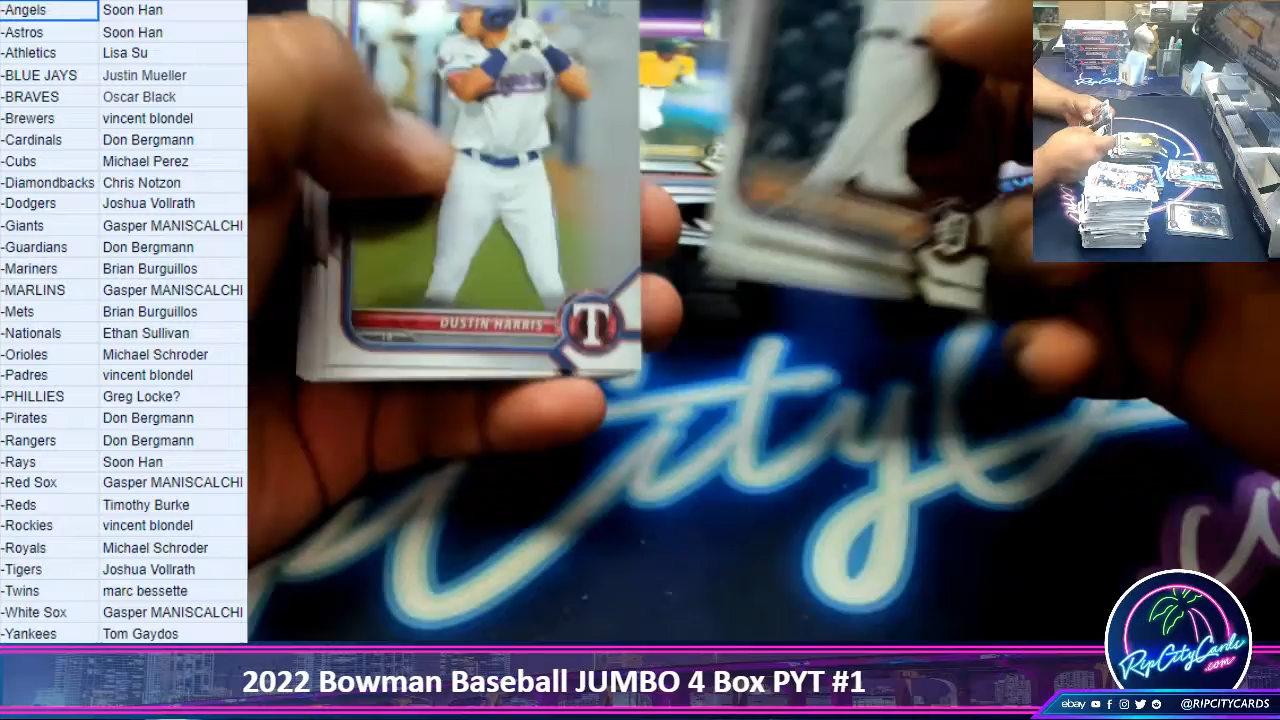 -Angels Soon Han
-Astros Soon Han
-Athletics Lisa Su
-BLUE JAYS Justin Mueller
-BRAVES Oscar Black
-Brewers vincent blondel
-Cardinals Don Bergmann
-Cubs Michael Perez
-Diamondbacks Chris Notzon
-Dodgers Joshua Vollrath
-Giants Gasper MANISCALCHI
-Guardians Don Bergmann
-Mariners Brian Burguillos
-MARLINS Gasper MANISCALCHI
-Mets Brian Burguillos
-Nationals Ethan Sullivan
-Orioles Michael Schroder
-Padres vincent blondel
-PHILLIES Greg Locke?
-Pirates Don Bergmann
-Rangers Don Bergmann
-Rays Soon Han
-Red Sox Gasper MANISCALCHI
-Reds Timothy Burke
-Rockies vincent blondel
-Royals Michael Schroder
-Tigers Joshua Vollrath
-Twins marc bessette
-White Sox Gasper MANISCALCHI
-Yankees Tom Gaydos
DUSTIN HARRIS
T
City
RipCityCards
.com
2022 Bowman Baseball JUMBO 4 Box PYT #1
ebay @RIPCITYCARDS